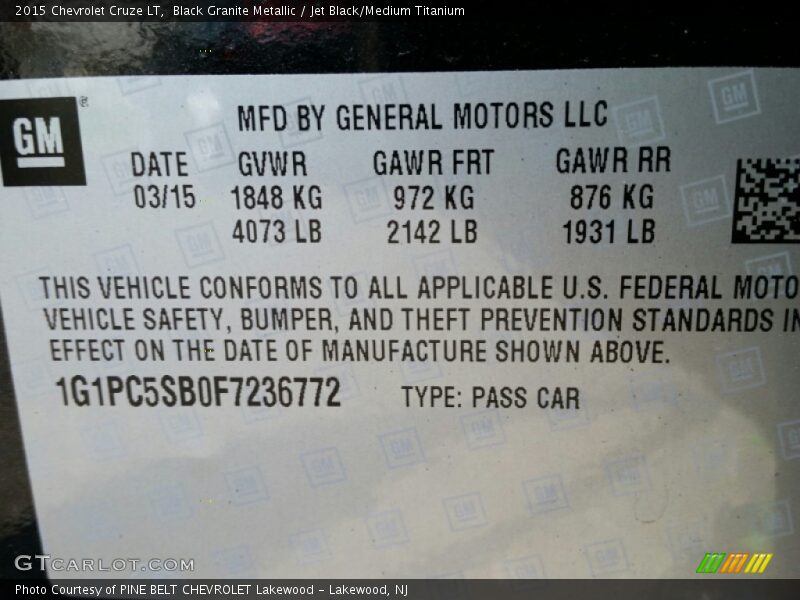 2015 Chevrolet Cruze LT, Black Granite Metallic / Jet Black/Medium Titanium
GM ®
MFD BY GENERAL MOTORS LLC
DATE GVWR GAWR FRT GAWR RR
03/15 1848 KG 972 KG 876 KG
4073 LB 2142 LB 1931 LB
THIS VEHICLE CONFORMS TO ALL APPLICABLE U.S. FEDERAL MOTO
VEHICLE SAFETY, BUMPER, AND THEFT PREVENTION STANDARDS IN
EFFECT ON THE DATE OF MANUFACTURE SHOWN ABOVE.
1G1PC5SB0F7236772 TYPE: PASS CAR
GTCARLOT.COM
Photo Courtesy of PINE BELT CHEVROLET Lakewood - Lakewood, NJ